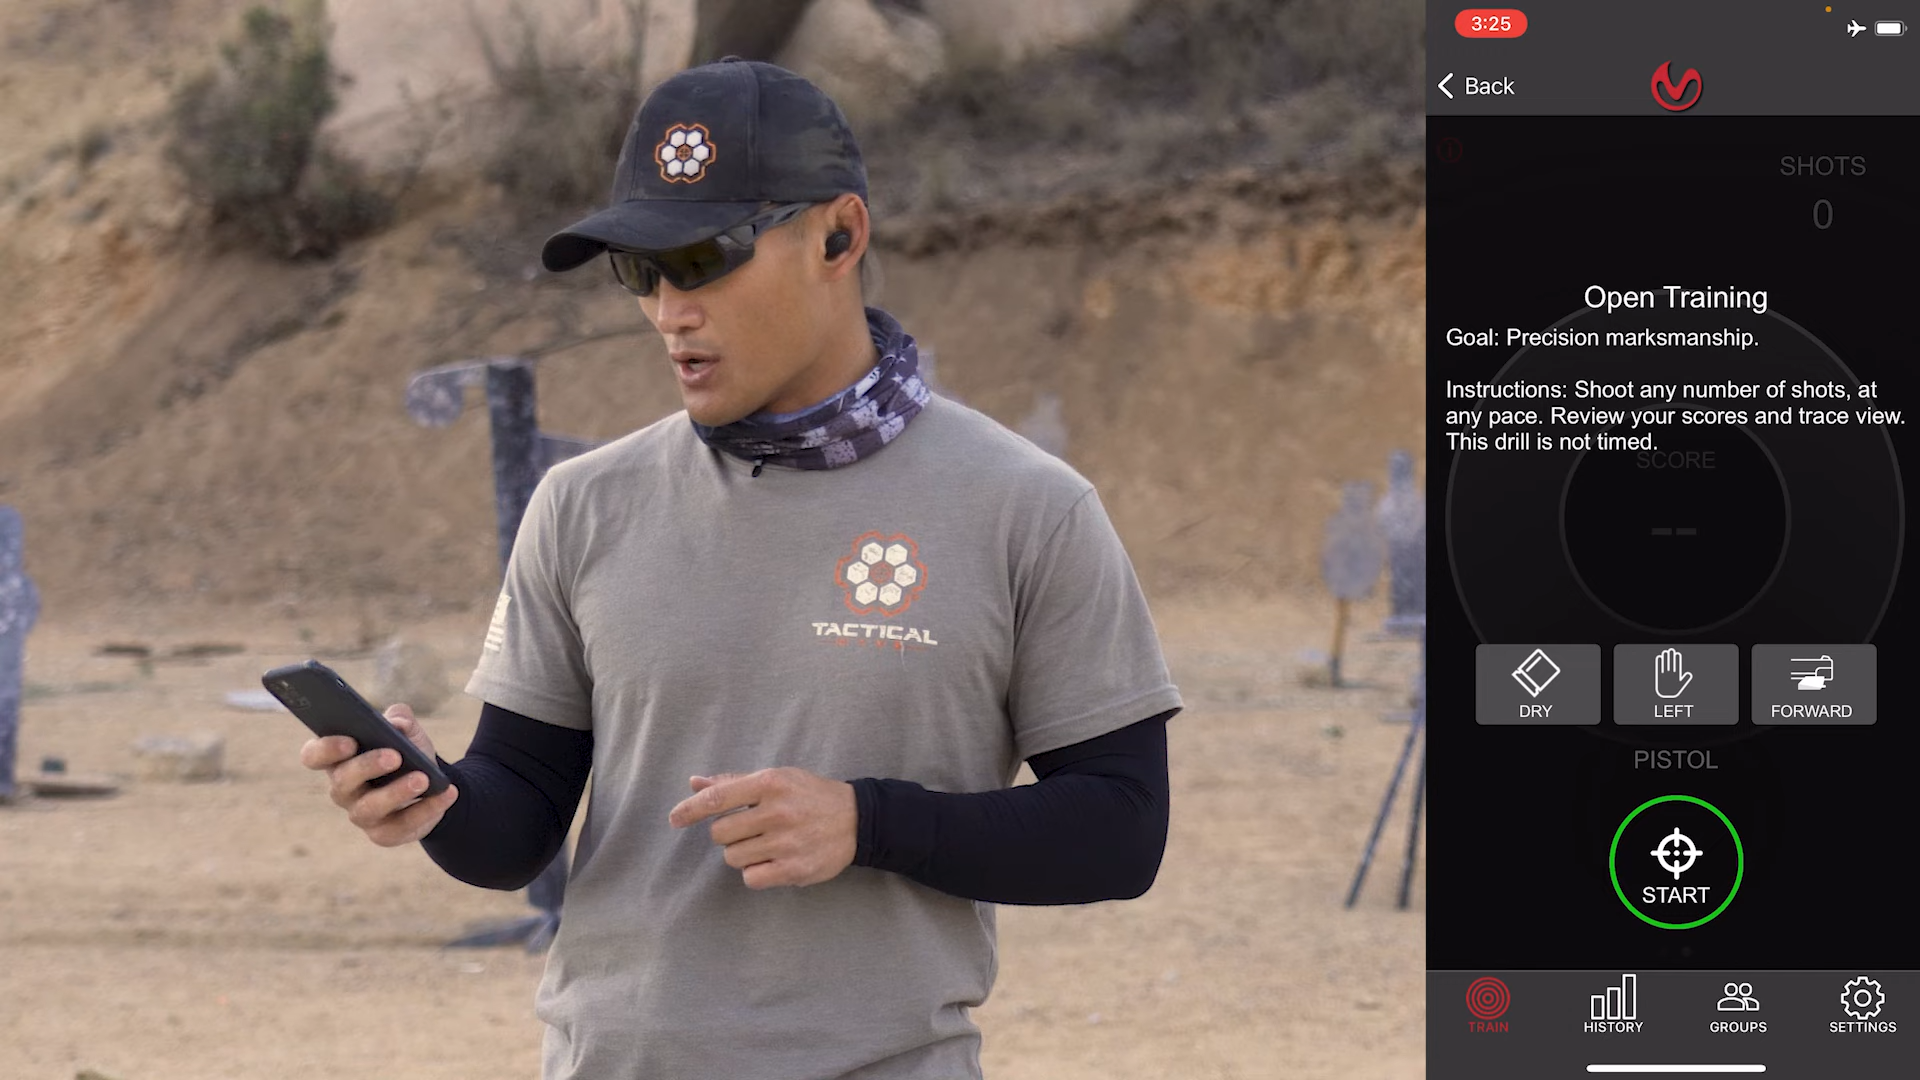 TACTICAL
3:25
Back
SHOTS
0
Open Training
Goal: Precision marksmanship.
Instructions: Shoot any number of shots, at
any pace. Review your scores and trace view.
This drill is not timed.
SCORE
--
DRY
LEFT
FORWARD
PISTOL
START
TRAIN
HISTORY
GROUPS
SETTINGS